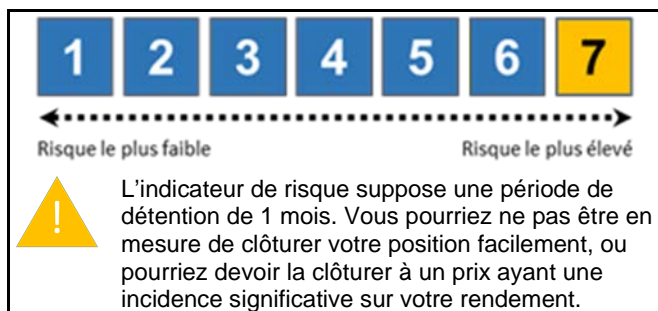 1 2 3 4 5 6 7
Risque le plus faible Risque le plus élevé
!
L'indicateur de risque suppose une période de
détention de 1 mois. Vous pourriez ne pas être en
mesure de clôturer votre position facilement, ou
pourriez devoir la clôturer à un prix ayant une
incidence significative sur votre rendement.